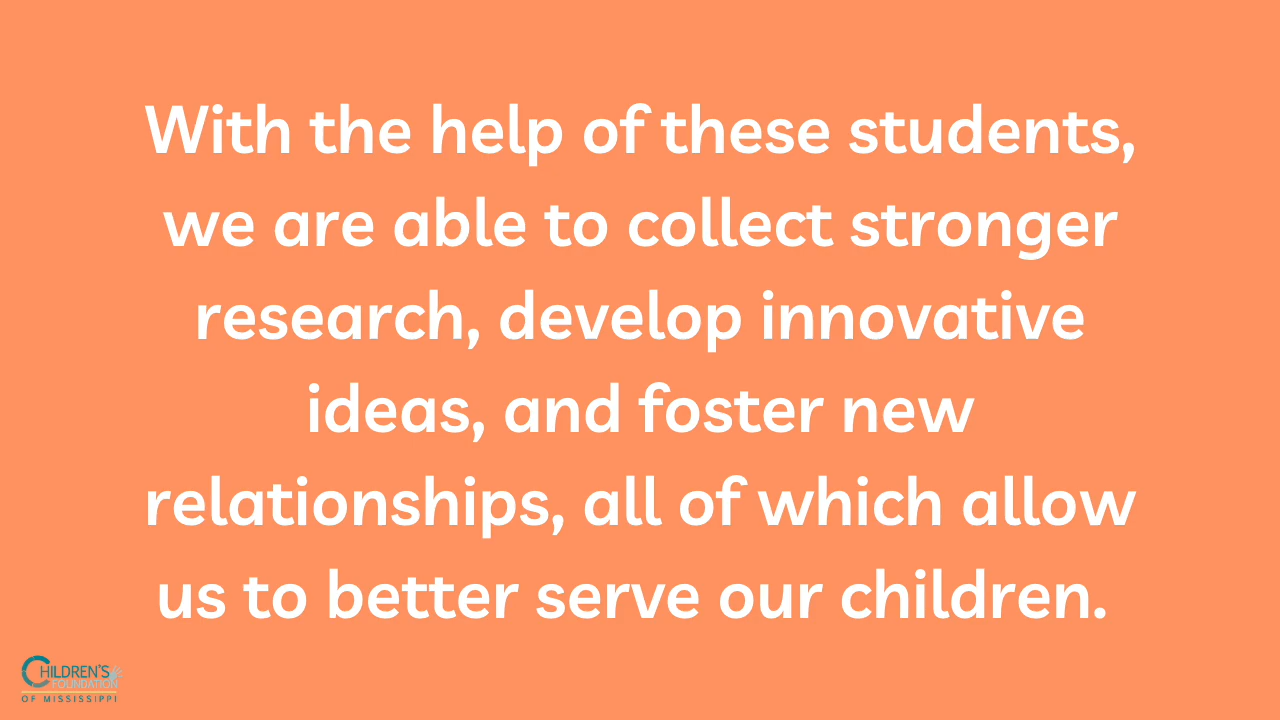 With the help of these students,
we are able to collect stronger
research, develop innovative
ideas, and foster new
relationships, all of which allow
us to better serve our children.
CHILDREN'S
FOUNDATION
OF MISSISSIPPI